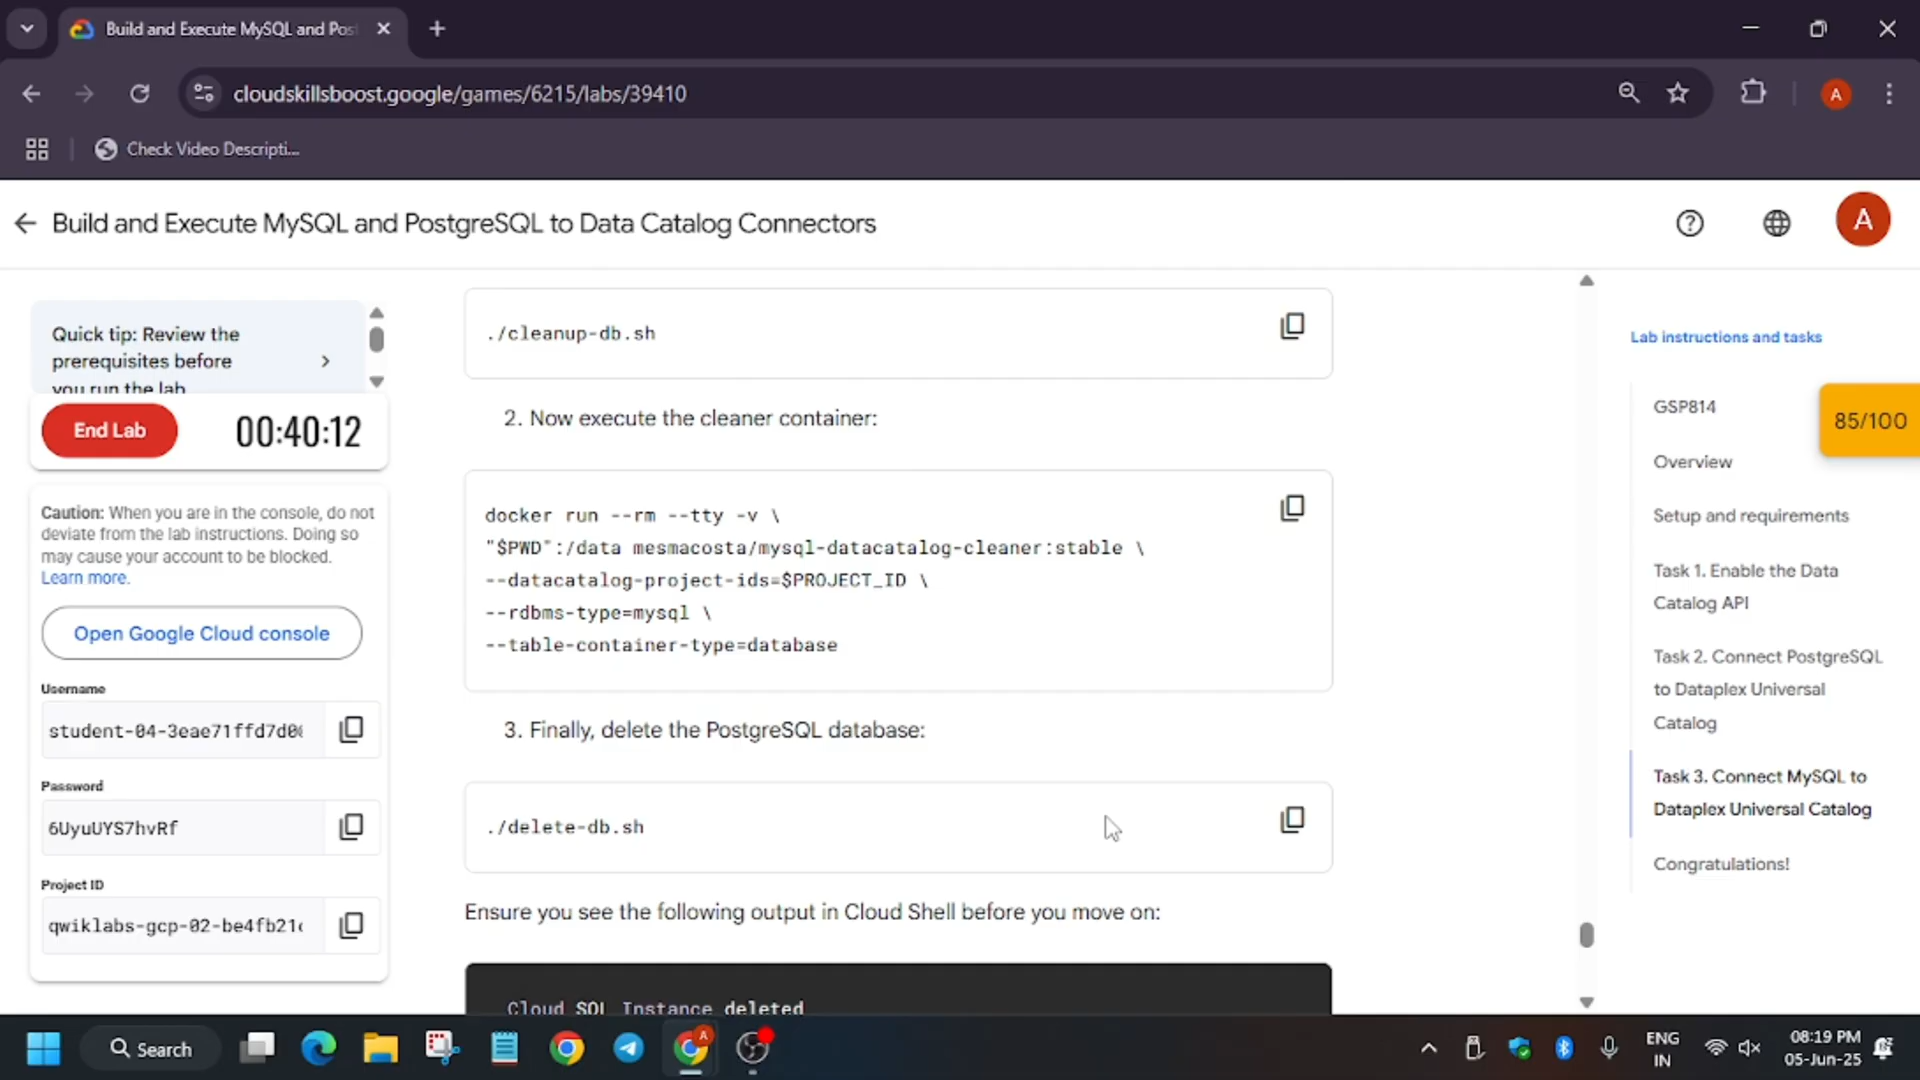 Build and Execute MySQL and Pos
cloudskillsboost.google/games/6215/labs/39410
A
Check Video Descripti...
Build and Execute MySQL and PostgreSQL to Data Catalog Connectors
A
Quick tip: Review the
prerequisites before
you run the lab
End Lab
00:40:12
Caution: When you are in the console, do not
deviate from the lab instructions. Doing so
may cause your account to be blocked.
Learn more.
Open Google Cloud console
Username
student-04-3eae71ffd7d0
Password
6UyuUYS7hvRf
Project ID
qwiklabs-gcp-02-be4fb21
./cleanup-db.sh
2. Now execute the cleaner container:
docker run --rm --tty -v \
"$PWD":/data mesmacosta/mysql-datacatalog-cleaner:stable \
--datacatalog-project-ids=$PROJECT_ID \
--rdbms-type=mysql \
--table-container-type=database
3. Finally, delete the PostgreSQL database:
./delete-db.sh
Ensure you see the following output in Cloud Shell before you move on:
Cloud SQL Instance deleted
Lab instructions and tasks
GSP814
85/100
Overview
Setup and requirements
Task 1. Enable the Data
Catalog API
Task 2. Connect PostgreSQL
to Dataplex Universal
Catalog
Task 3. Connect MySQL to
Dataplex Universal Catalog
Congratulations!
Search
A
ENG
IN
08:19 PM
05-Jun-25